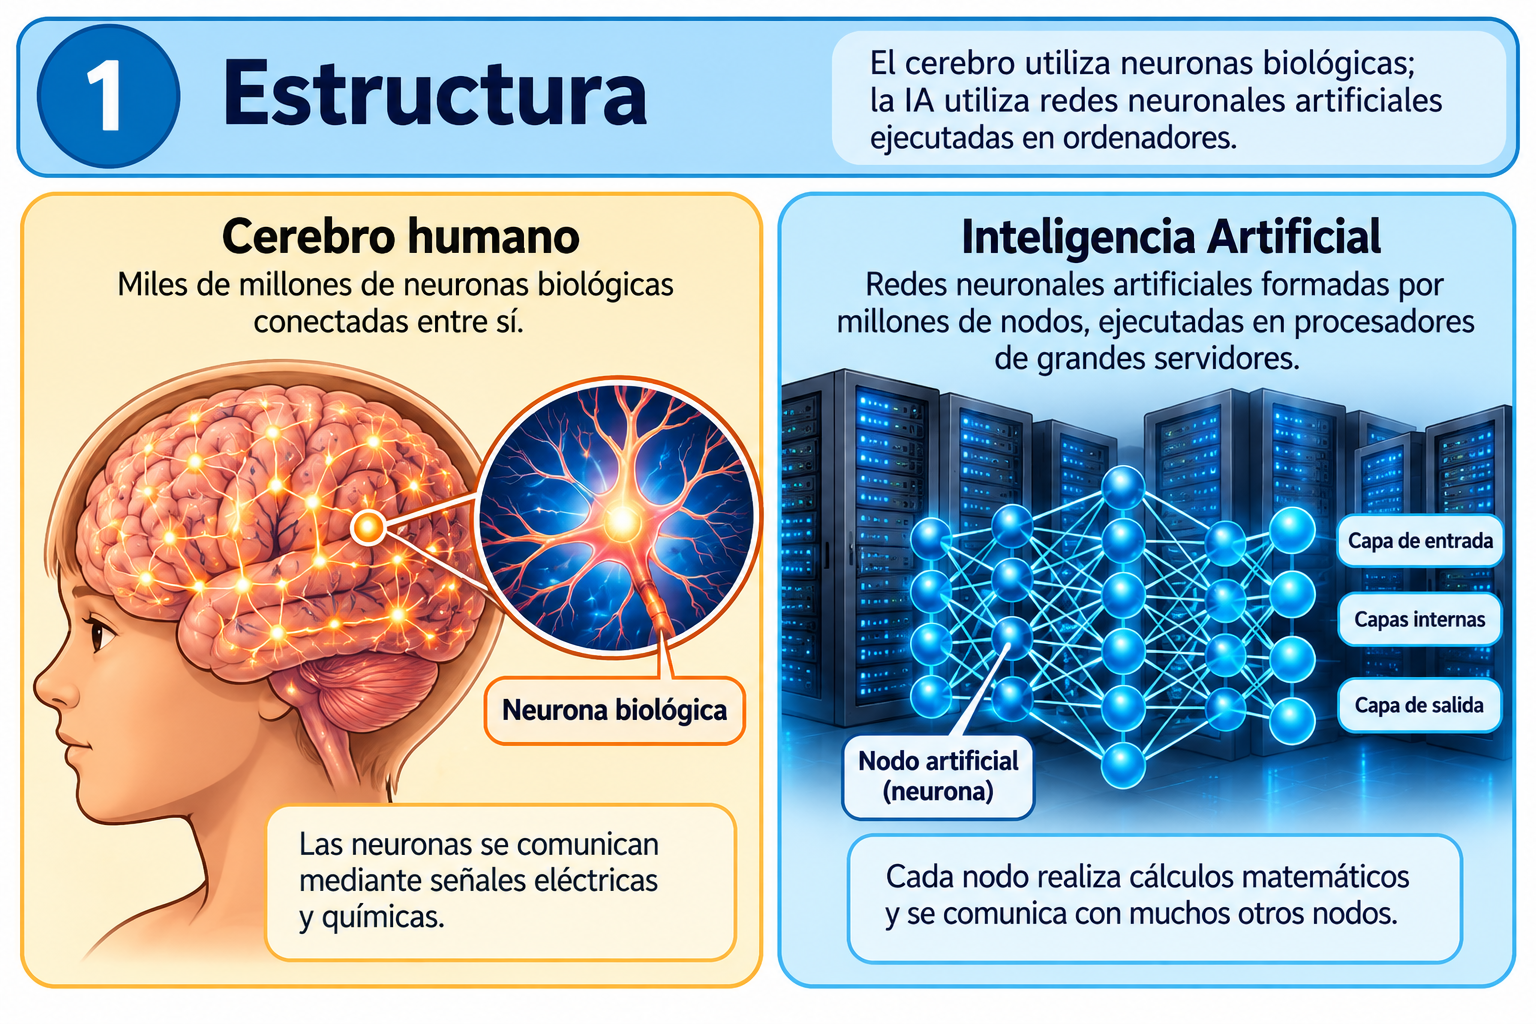 1
Estructura
El cerebro utiliza neuronas biológicas;
la IA utiliza redes neuronales artificiales
ejecutadas en ordenadores.
Cerebro humano
Miles de millones de neuronas biológicas
conectadas entre sí.
Neurona biológica
Las neuronas se comunican
mediante señales eléctricas
y químicas.
Inteligencia Artificial
Redes neuronales artificiales formadas por
millones de nodos, ejecutadas en procesadores
de grandes servidores.
Capa de entrada
Capas internas
Capa de salida
Nodo artificial
(neurona)
Cada nodo realiza cálculos matemáticos
y se comunica con muchos otros nodos.